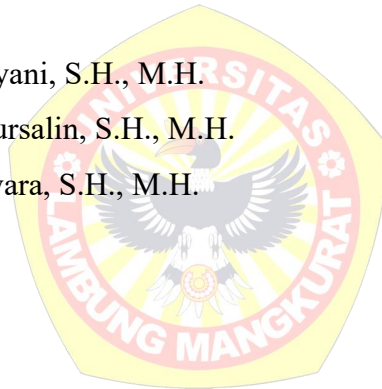 yani, S.H., M.H.
ursalin, S.H., M.H.
vara, S.H., M.H.
UNIVERSITAS
LAMBUNG MANGKURAT